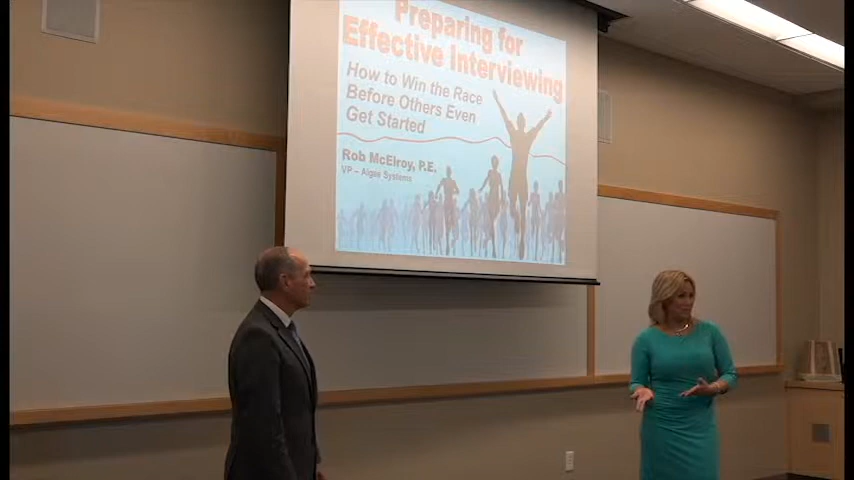 Preparing for
Effective Interviewing
How to Win the Race
Before Others Even
Get Started
Rob McElroy, P.E.
VP – Algae Systems